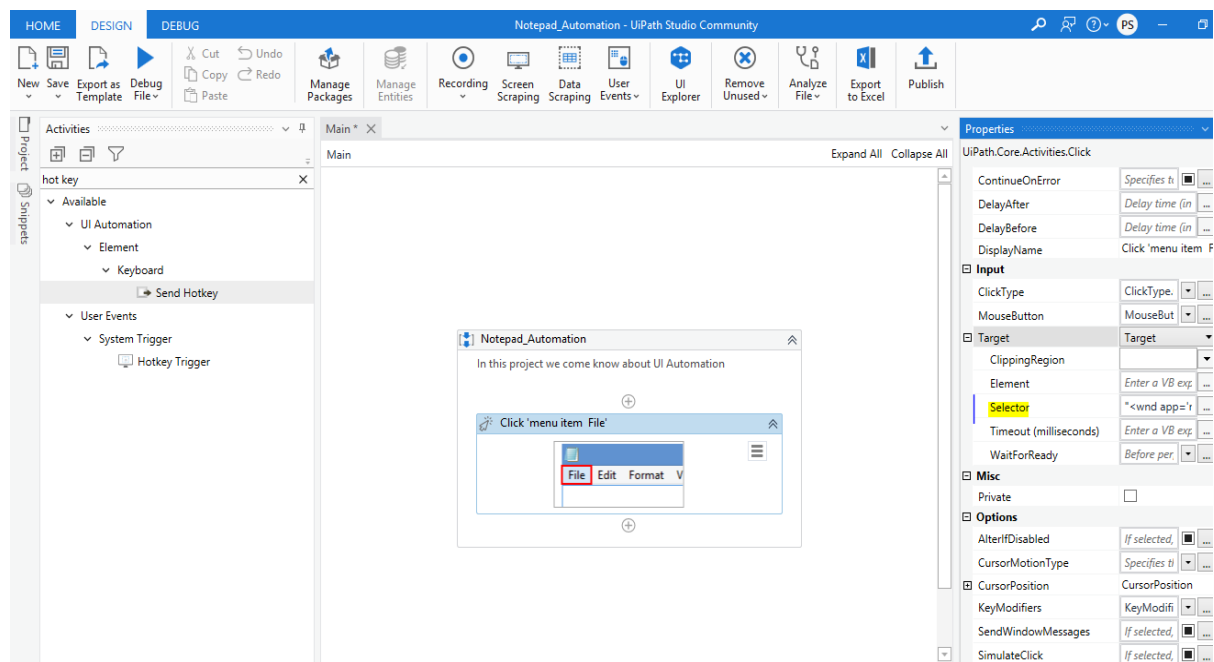 HOME DESIGN DEBUG Notepad_Automation - UiPath Studio Community PS
New Save Export as Template Debug File Cut Copy Paste Undo Redo Manage Packages Manage Entities Recording Screen Scraping Data Scraping User Events UI Explorer Remove Unused Analyze File Export to Excel Publish
Project
Snippets
Activities
hot key
Available
UI Automation
Element
Keyboard
Send Hotkey
User Events
System Trigger
Hotkey Trigger
Main *
Main Expand All Collapse All
Notepad_Automation
In this project we come know about UI Automation
Click 'menu item File'
File Edit Format V
Properties
UiPath.Core.Activities.Click
ContinueOnError Specifies t
DelayAfter Delay time (in
DelayBefore Delay time (in
DisplayName Click 'menu item F
Input
ClickType ClickType.
MouseButton MouseBut
Target Target
ClippingRegion
Element Enter a VB exp
Selector "<wnd app='r
Timeout (milliseconds) Enter a VB exp
WaitForReady Before per
Misc
Private
Options
AlterIfDisabled If selected,
CursorMotionType Specifies tl
CursorPosition CursorPosition
KeyModifiers KeyModifi
SendWindowMessages If selected,
SimulateClick If selected,